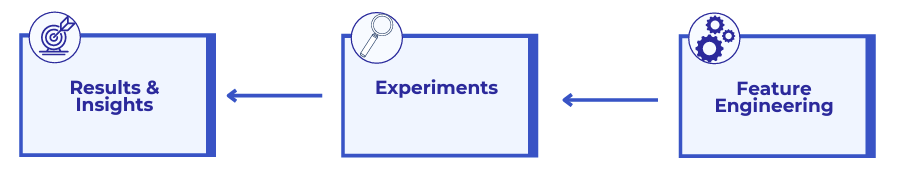 Results &
Insights
Experiments
Feature
Engineering